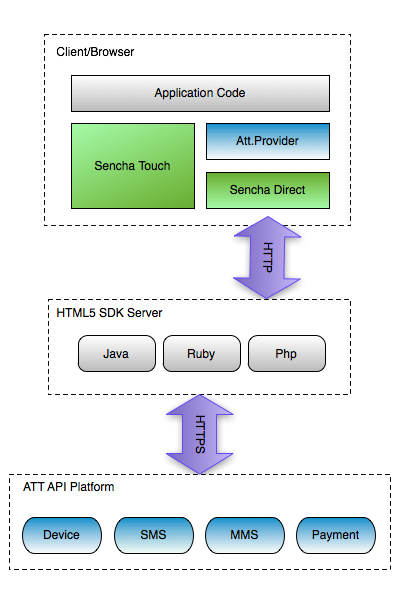 Client/Browser
Application Code
Sencha Touch
Att.Provider
Sencha Direct
HTTP
HTML5 SDK Server
Java
Ruby
Php
HTTPS
ATT API Platform
Device
SMS
MMS
Payment